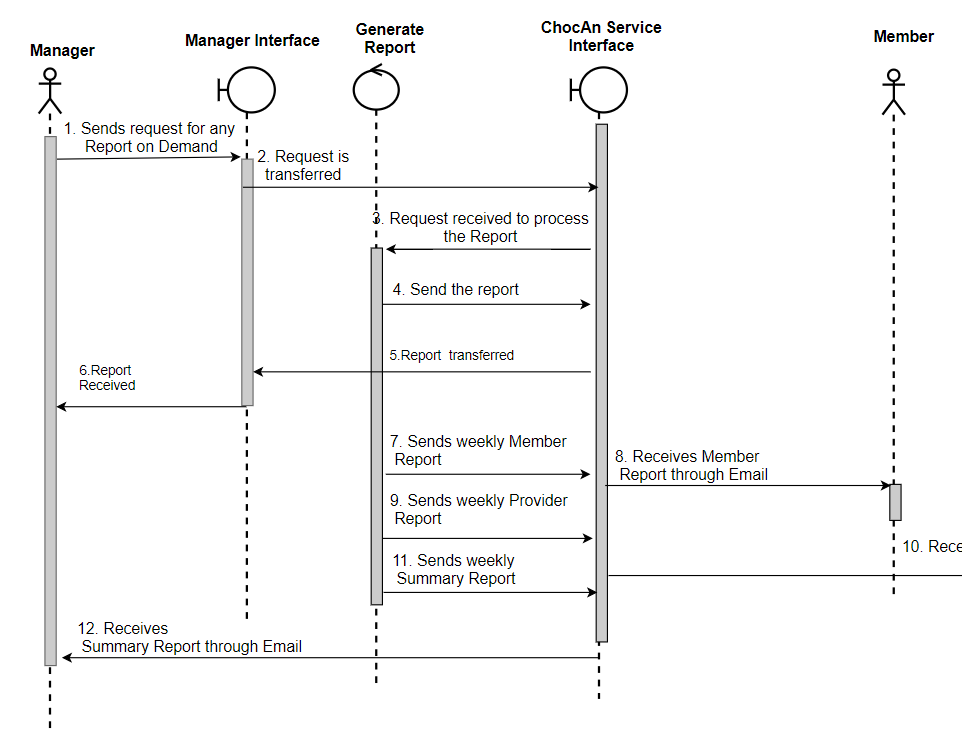 Manager
Manager Interface
Generate
Report
ChocAn Service
Interface
Member
1. Sends request for any
Report on Demand
2. Request is
transferred
3. Request received to process
the Report
4. Send the report
5.Report transferred
6.Report
Received
7. Sends weekly Member
Report
8. Receives Member
Report through Email
9. Sends weekly Provider
Report
10.
11. Sends weekly
Summary Report
12. Receives
Summary Report through Email